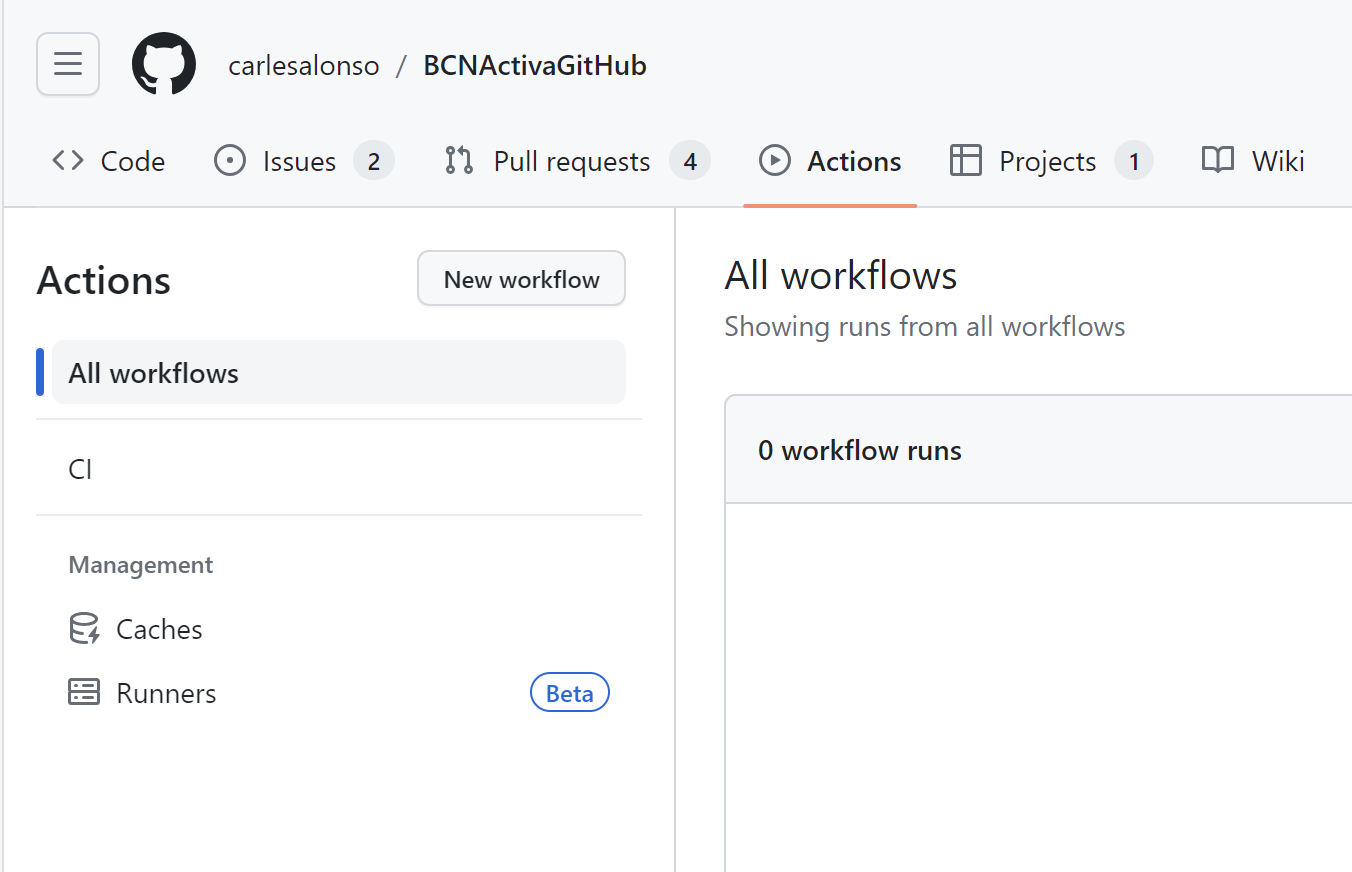 carlesalonso / BCNActivaGitHub
Code Issues 2 Pull requests 4 Actions Projects 1 Wiki
Actions
New workflow
All workflows
CI
Management
Caches
Runners Beta
All workflows
Showing runs from all workflows
0 workflow runs